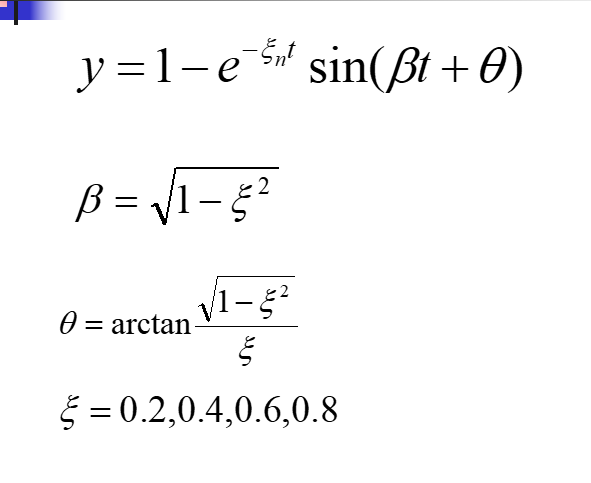 y = 1 − e^{−ξ_n t} sin(βt + θ)
β = √(1 − ξ²)
θ = arctan (√(1 − ξ²) / ξ)
ξ = 0.2,0.4,0.6,0.8